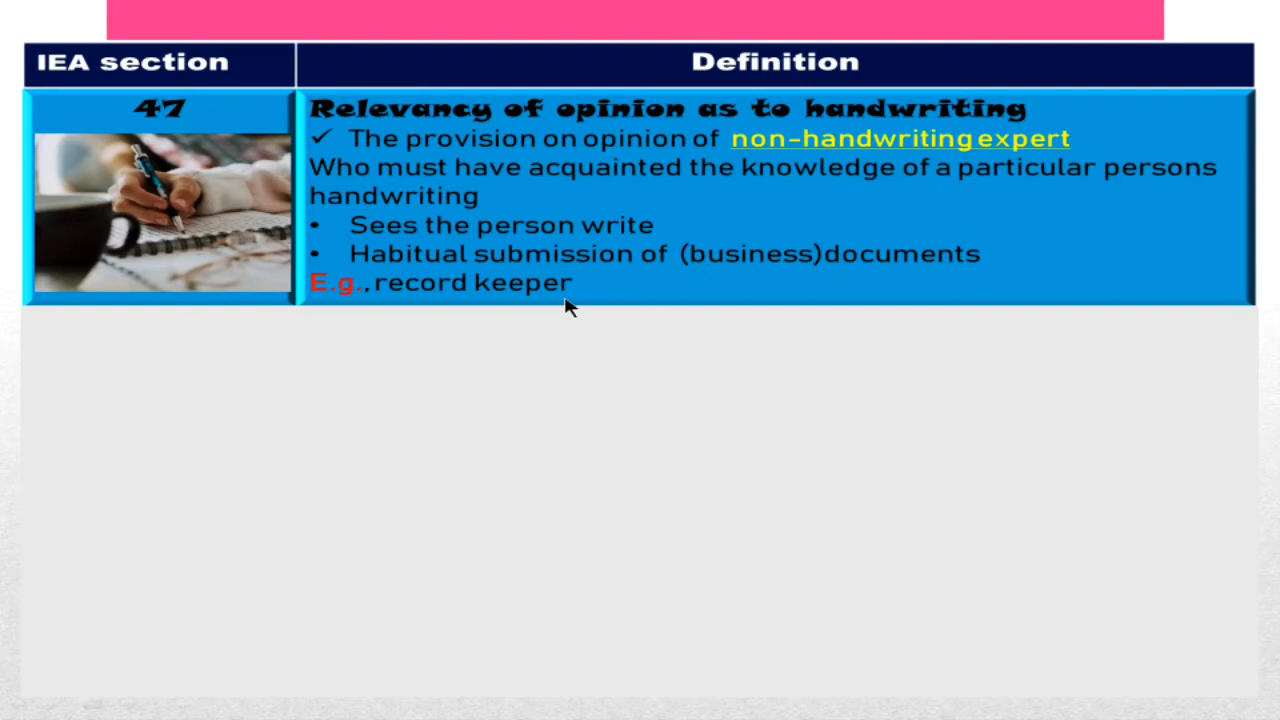 IEA section
Definition
47
Relevancy of opinion as to handwriting
✓ The provision on opinion of non-handwriting expert
Who must have acquainted the knowledge of a particular persons
handwriting
• Sees the person write
• Habitual submission of (business)documents
E.g.,record keeper